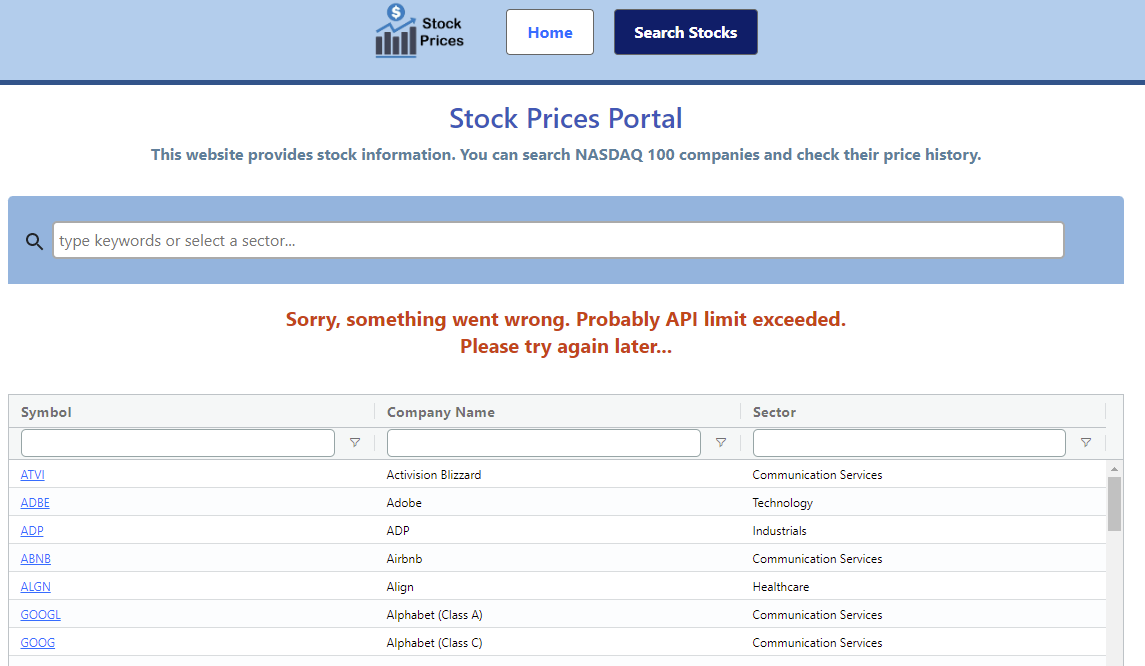 $
Stock
Prices
Home
Search Stocks
Stock Prices Portal
This website provides stock information. You can search NASDAQ 100 companies and check their price history.
type keywords or select a sector...
Sorry, something went wrong. Probably API limit exceeded.
Please try again later...
Symbol Company Name Sector
ATVI Activision Blizzard Communication Services
ADBE Adobe Technology
ADP ADP Industrials
ABNB Airbnb Communication Services
ALGN Align Healthcare
GOOGL Alphabet (Class A) Communication Services
GOOG Alphabet (Class C) Communication Services